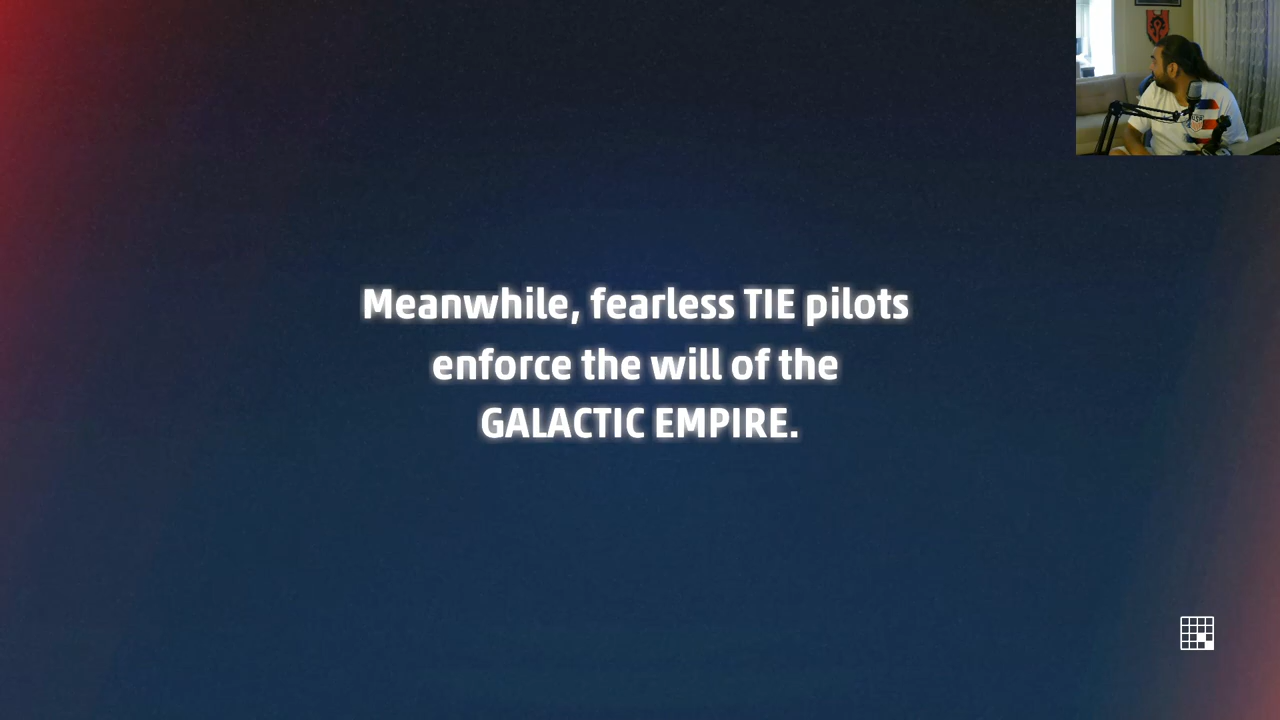 Meanwhile, fearless TIE pilots
enforce the will of the
GALACTIC EMPIRE.